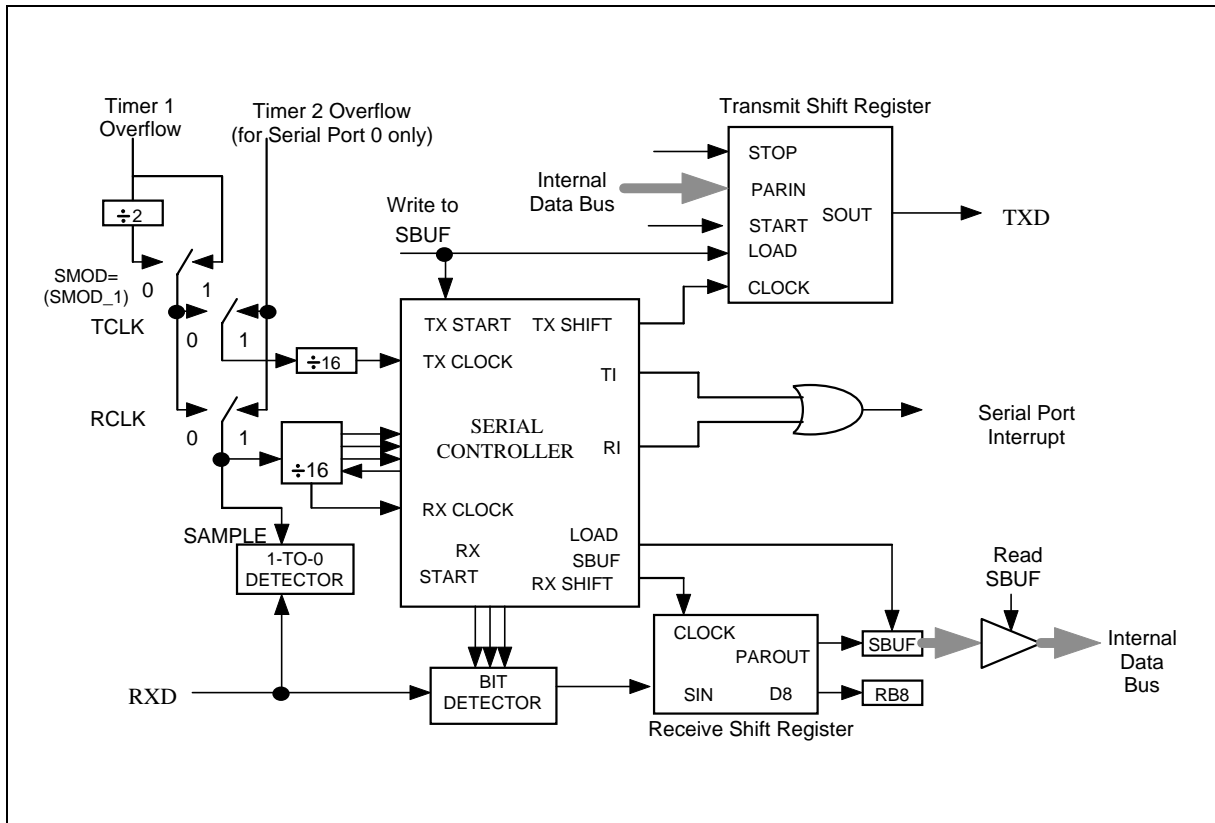 Timer 1
Overflow
Timer 2 Overflow
(for Serial Port 0 only)
Transmit Shift Register
STOP
PARIN
START
LOAD
CLOCK
SOUT
TXD
Internal
Data Bus
÷2
Write to
SBUF
SMOD=
(SMOD_1)
0
1
TCLK
0
1
÷16
TX START
TX SHIFT
TX CLOCK
TI
RCLK
0
1
SERIAL
CONTROLLER
RI
Serial Port
Interrupt
÷16
RX CLOCK
SAMPLE
1-TO-0
DETECTOR
RX
START
LOAD
SBUF
RX SHIFT
Read
SBUF
CLOCK
PAROUT
SBUF
Internal
Data
Bus
RXD
BIT
DETECTOR
SIN
D8
RB8
Receive Shift Register